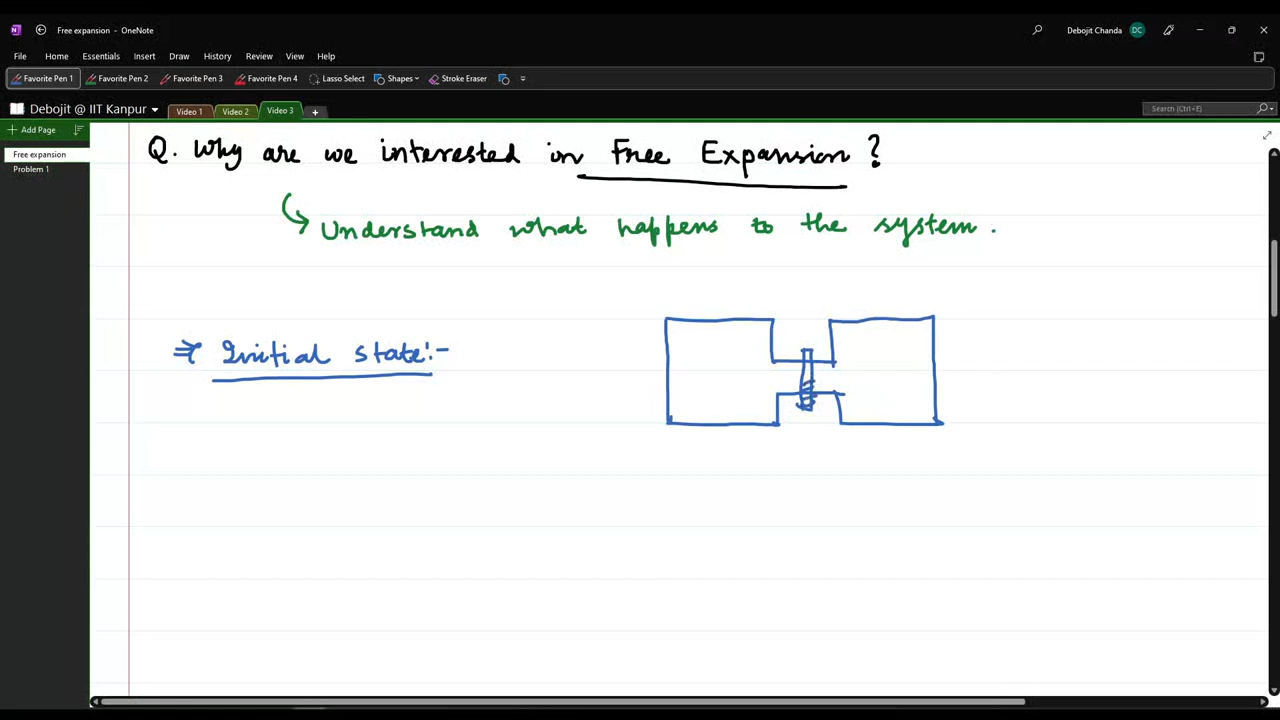 Free expansion - OneNote
Debojit Chanda DC
File Home Essentials Insert Draw History Review View Help
Favorite Pen 1 Favorite Pen 2 Favorite Pen 3 Favorite Pen 4 Lasso Select Shapes Stroke Eraser
Debojit @ IIT Kanpur Video 1 Video 2 Video 3 Search (Ctrl+E)
Add Page
Free expansion
Problem 1
Q. Why are we interested in Free Expansion ?
Understand what happens to the system.
⇒ Initial state:-